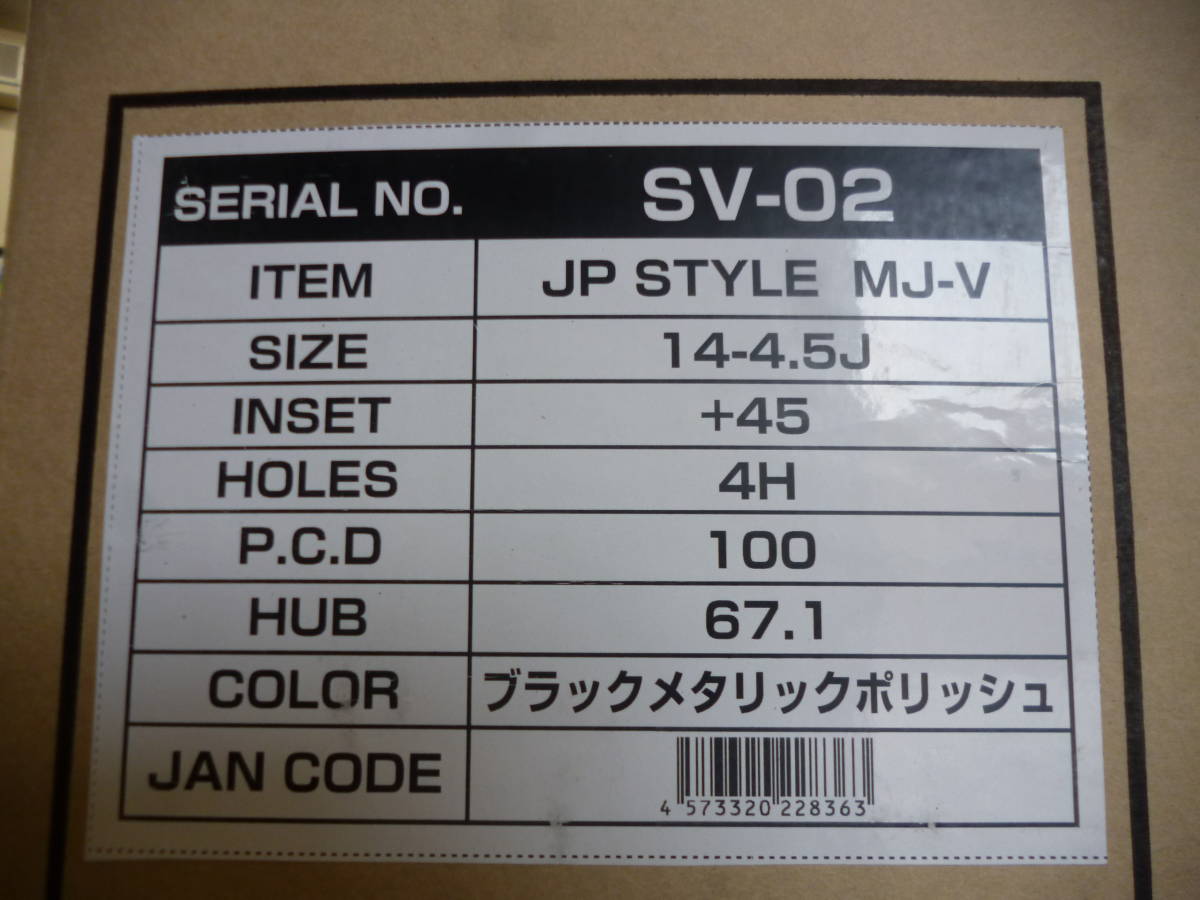 SERIAL NO. SV-02
ITEM JP STYLE MJ-V
SIZE 14-4.5J
INSET +45
HOLES 4H
P.C.D 100
HUB 67.1
COLOR ブラックメタリックポリッシュ
JAN CODE 4 573320 228363